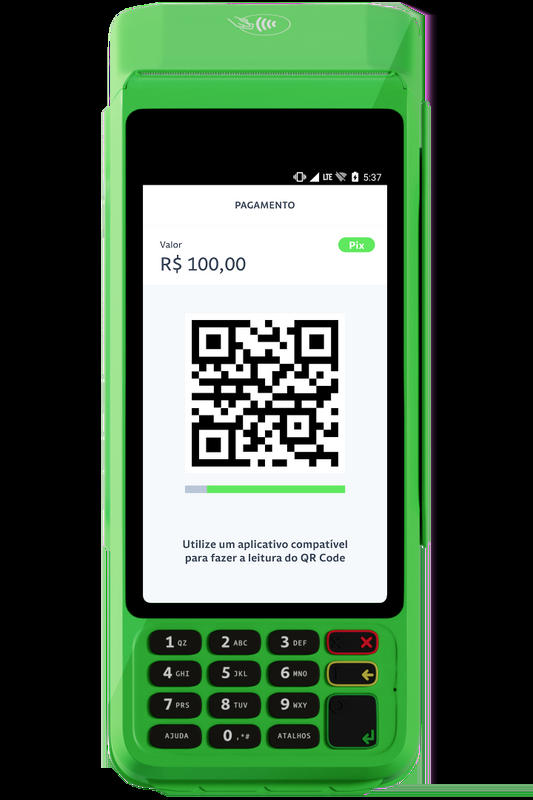 LTE 5:37
PAGAMENTO
Valor
Pix
R$ 100,00
Utilize um aplicativo compatível
para fazer a leitura do QR Code
1 QZ 2 ABC 3 DEF
4 GHI 5 JKL 6 MNO
7 PRS 8 TUV 9 WXY
AJUDA 0 ,*# ATALHOS